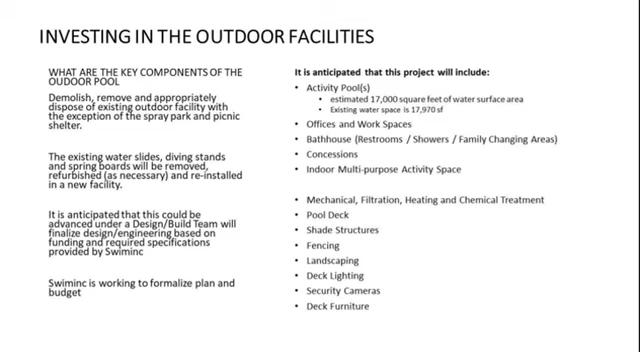 INVESTING IN THE OUTDOOR FACILITIES
WHAT ARE THE KEY COMPONENTS OF THE
OUDOOR POOL
Demolish, remove and appropriately
dispose of existing outdoor facility with
the exception of the spray park and picnic
shelter.
The existing water slides, diving stands
and spring boards will be removed,
refurbished (as necessary) and re-installed
in a new facility.
It is anticipated that this could be
advanced under a Design/Build Team will
finalize design/engineering based on
funding and required specifications
provided by Swiminc
Swiminc is working to formalize plan and
budget
It is anticipated that this project will include:
• Activity Pool(s)
• estimated 17,000 square feet of water surface area
• Existing water space is 17,970 sf
• Offices and Work Spaces
• Bathhouse (Restrooms / Showers / Family Changing Areas)
• Concessions
• Indoor Multi-purpose Activity Space
• Mechanical, Filtration, Heating and Chemical Treatment
• Pool Deck
• Shade Structures
• Fencing
• Landscaping
• Deck Lighting
• Security Cameras
• Deck Furniture